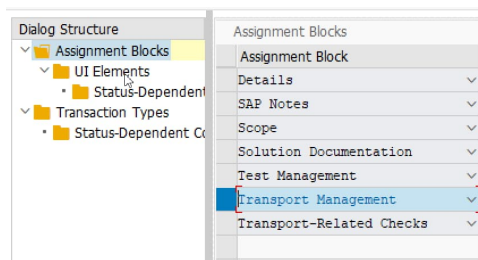 Dialog Structure
Assignment Blocks
UI Elements
Status-Dependent
Transaction Types
Status-Dependent Co
Assignment Blocks
Assignment Block
Details
SAP Notes
Scope
Solution Documentation
Test Management
Transport Management
Transport-Related Checks